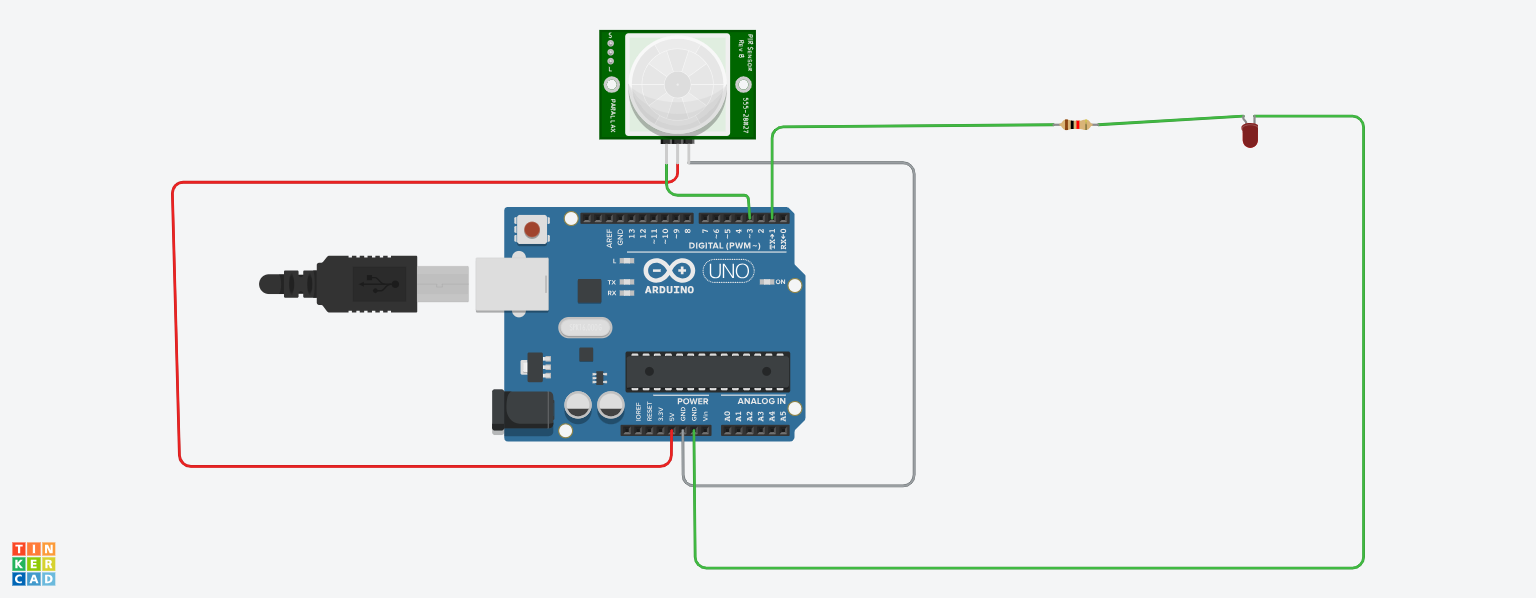 S
L
PARALLAX
PIR SENSOR
Rev B
555-28027
AREF
GND
13
12
~11
~10
~9
8
7
~6
~5
4
~3
2
TX→1
RX←0
DIGITAL (PWM~)
L
TX
RX
ARDUINO
UNO
ON
POWER
ANALOG IN
IOREF
RESET
3.3V
5V
GND
GND
Vin
A0
A1
A2
A3
A4
A5
TIN
KER
CAD